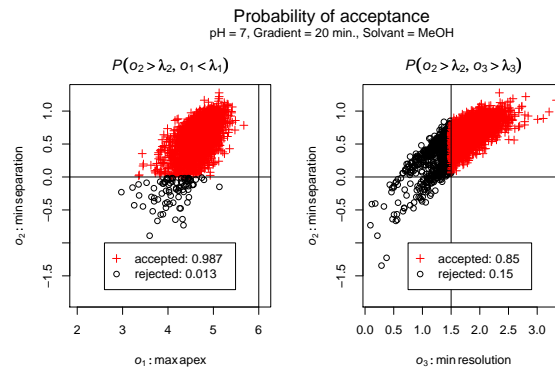 Probability of acceptance
pH = 7, Gradient = 20 min., Solvant = MeOH
P(o₂ > λ₂, o₁ < λ₁)
o₂ : min separation
1.0
0.5
0.0
−0.5
−1.5
+ accepted: 0.987
○ rejected: 0.013
2 3 4 5 6
o₁ : max apex
P(o₂ > λ₂, o₃ > λ₃)
o₂ : min separation
1.0
0.5
0.0
−0.5
−1.5
+ accepted: 0.85
○ rejected: 0.15
0.0 0.5 1.0 1.5 2.0 2.5 3.0
o₃ : min resolution